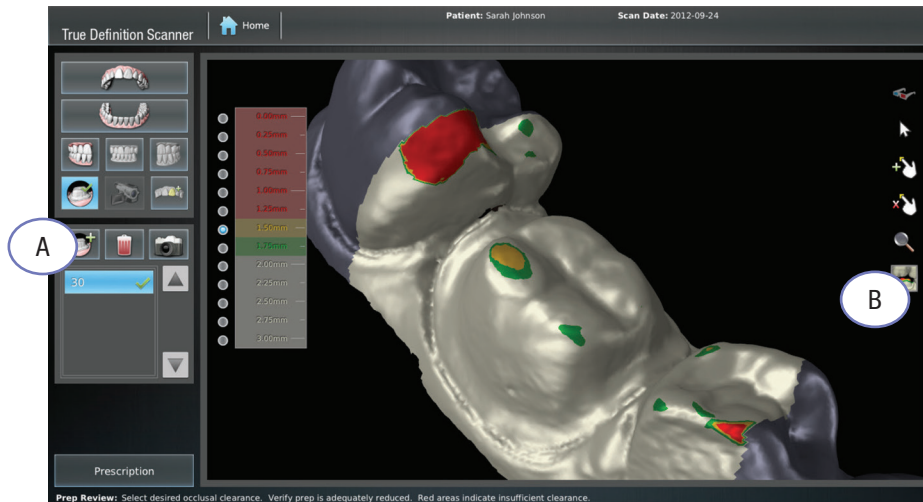 Patient: Sarah Johnson Scan Date: 2012-09-24
True Definition Scanner Home
0.00mm
0.25mm
0.50mm
0.75mm
1.00mm
1.25mm
1.50mm
1.75mm
2.00mm
2.25mm
2.50mm
2.75mm
3.00mm
A
30
B
Prescription
Prep Review: Select desired occlusal clearance. Verify prep is adequately reduced. Red areas indicate insufficient clearance.